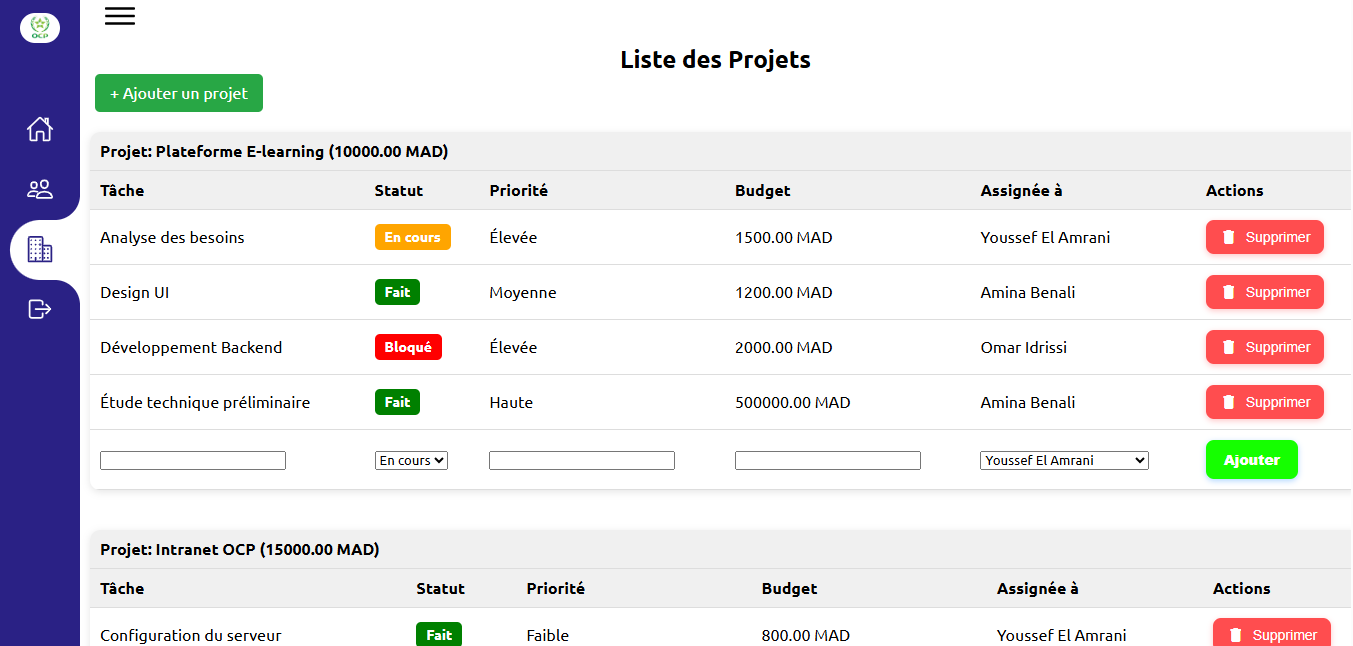 OCP
Liste des Projets
+ Ajouter un projet
Projet: Plateforme E-learning (10000.00 MAD)
Tâche Statut Priorité Budget Assignée à Actions
Analyse des besoins En cours Élevée 1500.00 MAD Youssef El Amrani Supprimer
Design UI Fait Moyenne 1200.00 MAD Amina Benali Supprimer
Développement Backend Bloqué Élevée 2000.00 MAD Omar Idrissi Supprimer
Étude technique préliminaire Fait Haute 500000.00 MAD Amina Benali Supprimer
En cours Youssef El Amrani Ajouter
Projet: Intranet OCP (15000.00 MAD)
Tâche Statut Priorité Budget Assignée à Actions
Configuration du serveur Fait Faible 800.00 MAD Youssef El Amrani Supprimer